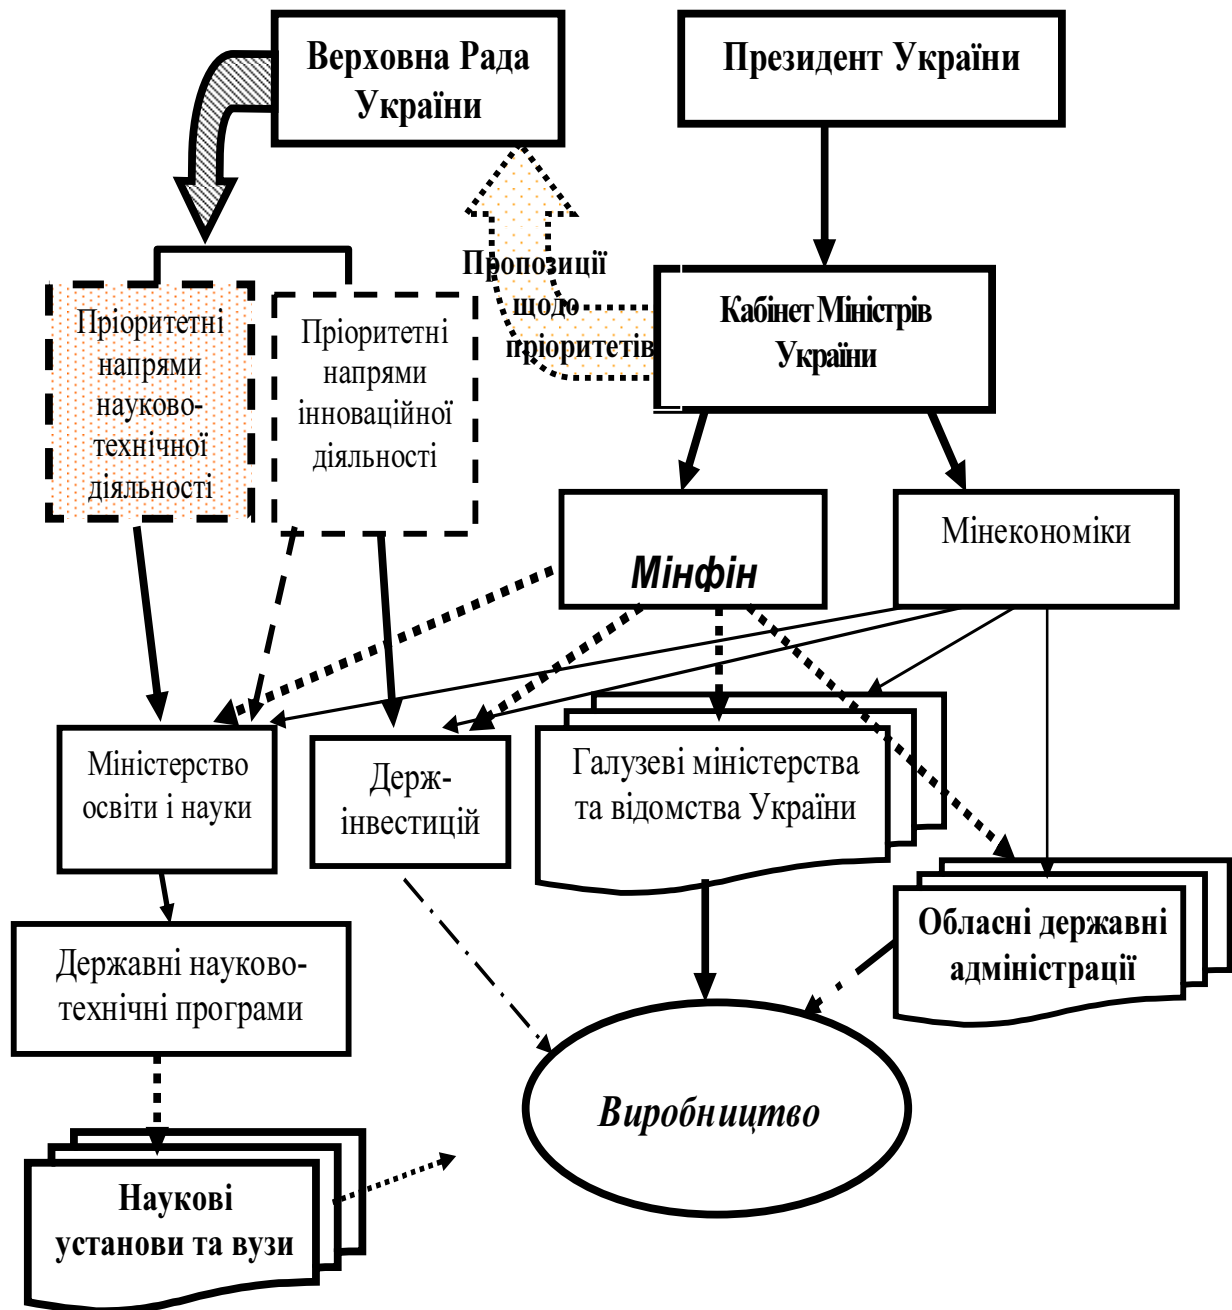 Верховна Рада
України
Президент України
Пропозиції
щодо
пріоритетів
Кабінет Міністрів
України
Пріоритетні
напрями
науково-
технічної
діяльності
Пріоритетні
напрями
інноваційної
діяльності
Мінфін
Мінекономіки
Міністерство
освіти і науки
Держ-
інвестицій
Галузеві міністерства
та відомства України
Обласні державні
адміністрації
Державні науково-
технічні програми
Виробництво
Наукові
установи та вузи